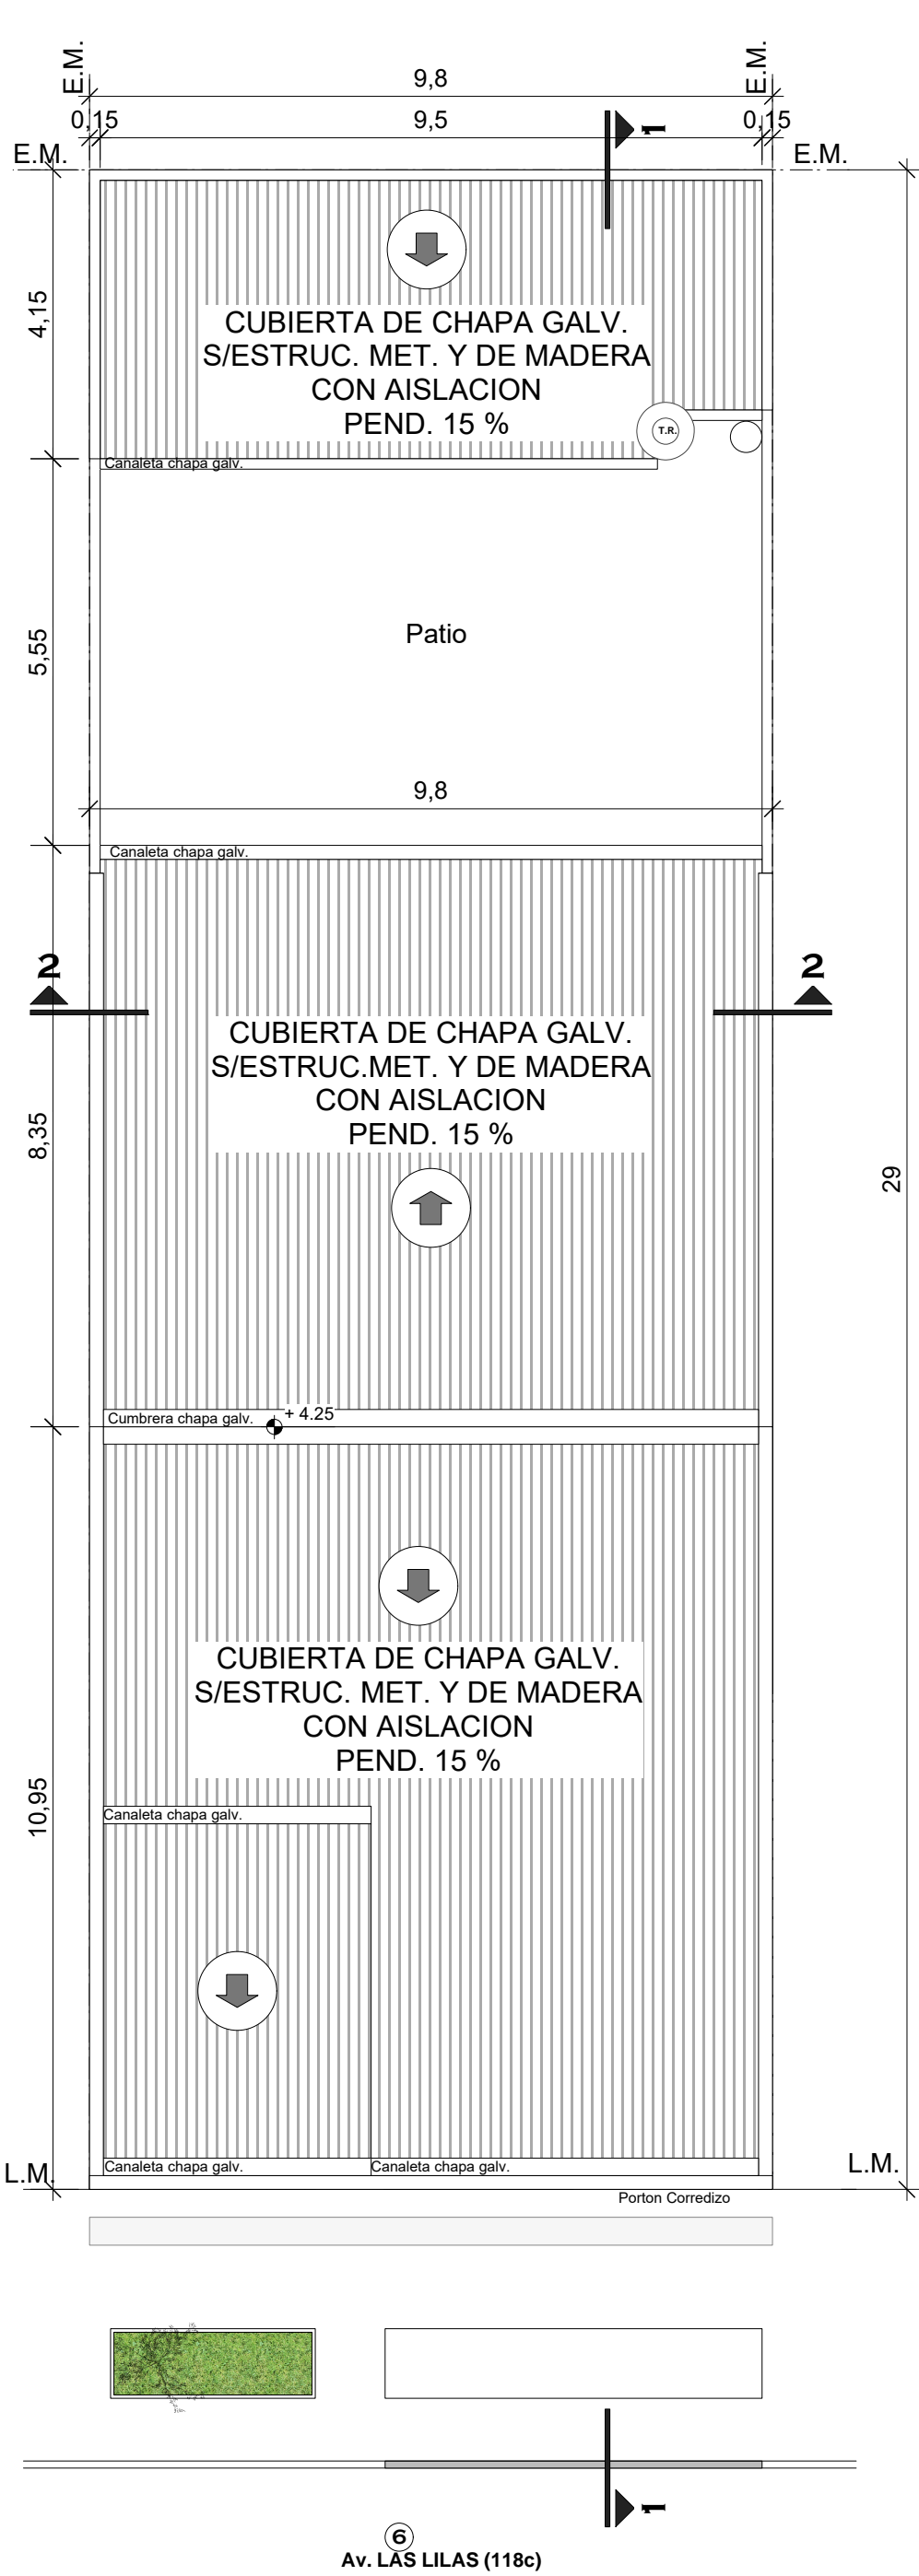 E.M.
E.M.
9,8
0,15
9,5
0,15
1
E.M.
E.M.
4,15
CUBIERTA DE CHAPA GALV.
S/ESTRUC. MET. Y DE MADERA
CON AISLACION
PEND. 15 %
T.R.
Canaleta chapa galv.
5,55
Patio
9,8
Canaleta chapa galv.
2
2
CUBIERTA DE CHAPA GALV.
S/ESTRUC.MET. Y DE MADERA
CON AISLACION
PEND. 15 %
8,35
29
Cumbrera chapa galv.
+ 4.25
CUBIERTA DE CHAPA GALV.
S/ESTRUC. MET. Y DE MADERA
CON AISLACION
PEND. 15 %
10,95
Canaleta chapa galv.
L.M.
Canaleta chapa galv.
Canaleta chapa galv.
L.M.
Porton Corredizo
1
6
Av. LAS LILAS (118c)